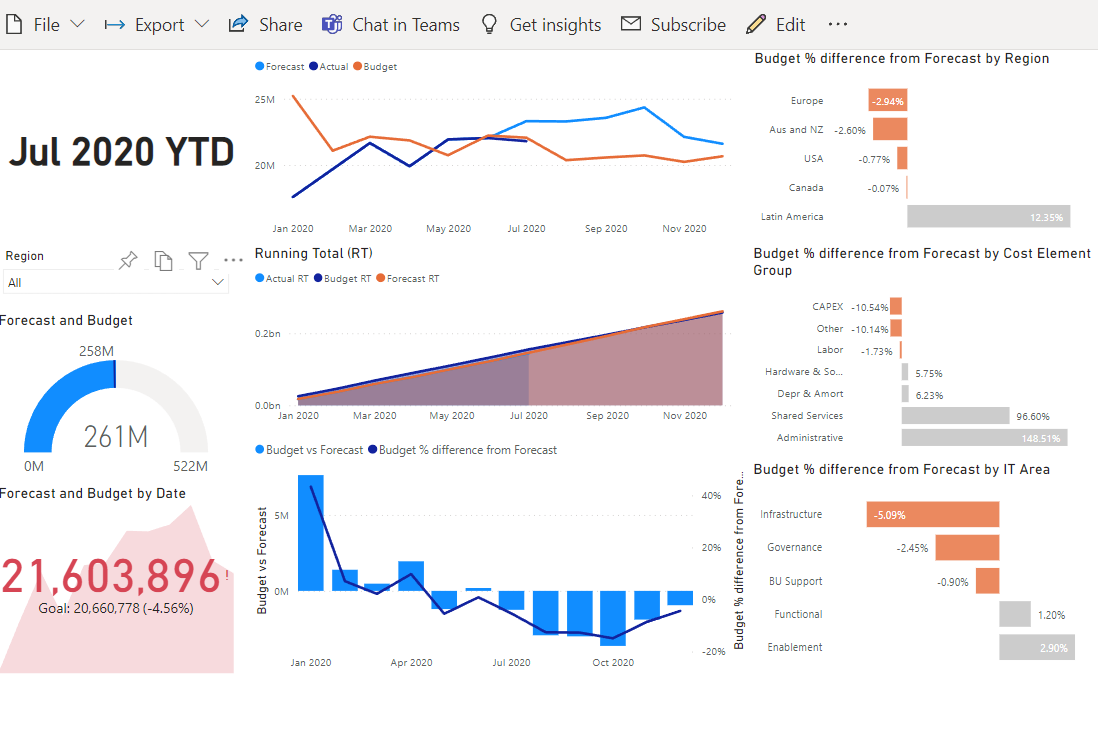 File Export Share Chat in Teams Get insights Subscribe Edit ...
Jul 2020 YTD
Region
All
Forecast and Budget
258M
261M
0M 522M
Forecast and Budget by Date
21,603,896!
Goal: 20,660,778 (-4.56%)
Forecast Actual Budget
25M
20M
Jan 2020 Mar 2020 May 2020 Jul 2020 Sep 2020 Nov 2020
Running Total (RT)
Actual RT Budget RT Forecast RT
0.2bn
0.0bn
Jan 2020 Mar 2020 May 2020 Jul 2020 Sep 2020 Nov 2020
Budget vs Forecast Budget % difference from Forecast
Budget vs Forecast
5M
0M
40%
20%
0%
-20%
Budget % difference from Fore...
Jan 2020 Apr 2020 Jul 2020 Oct 2020
Budget % difference from Forecast by Region
Europe -2.94%
Aus and NZ -2.60%
USA -0.77%
Canada -0.07%
Latin America 12.35%
Budget % difference from Forecast by Cost Element
Group
CAPEX -10.54%
Other -10.14%
Labor -1.73%
Hardware & So... 5.75%
Depr & Amort 6.23%
Shared Services 96.60%
Administrative 148.51%
Budget % difference from Forecast by IT Area
Infrastructure -5.09%
Governance -2.45%
BU Support -0.90%
Functional 1.20%
Enablement 2.90%